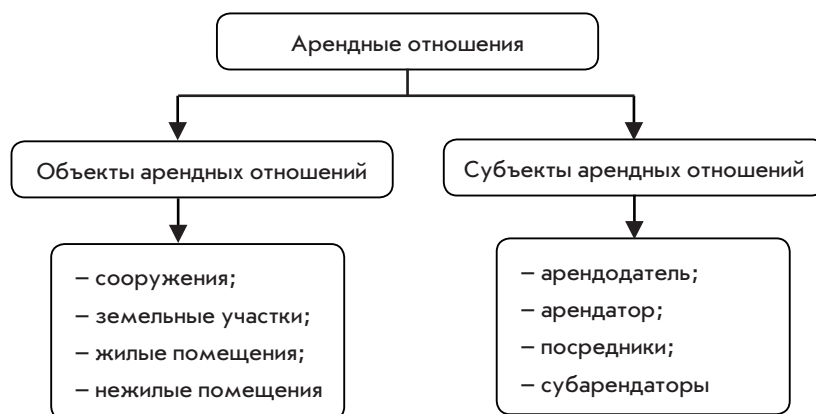 Арендные отношения
Объекты арендных отношений
– сооружения;
– земельные участки;
– жилые помещения;
– нежилые помещения
Субъекты арендных отношений
– арендодатель;
– арендатор;
– посредники;
– субарендаторы